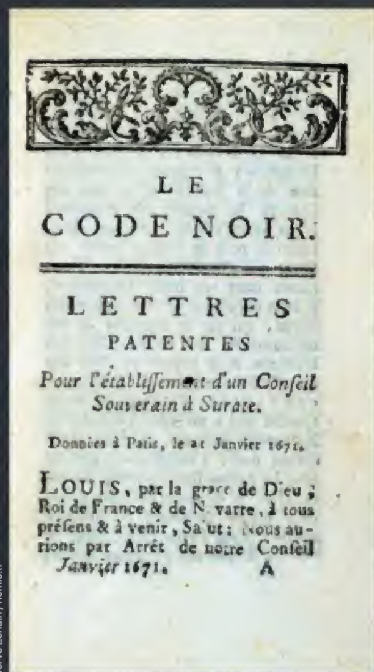 LE
CODE NOIR.
LETTRES
PATENTES
Pour l'établissement d'un Conseil
Souverain à Surate.
Données à Paris, le 21 Janvier 1671.
LOUIS, par la grace de Dieu;
Roi de France & de N varre, à tous
présens & à venir, Salut: Nous au-
rions par Arrêt de notre Conseil
Janvier 1671. A